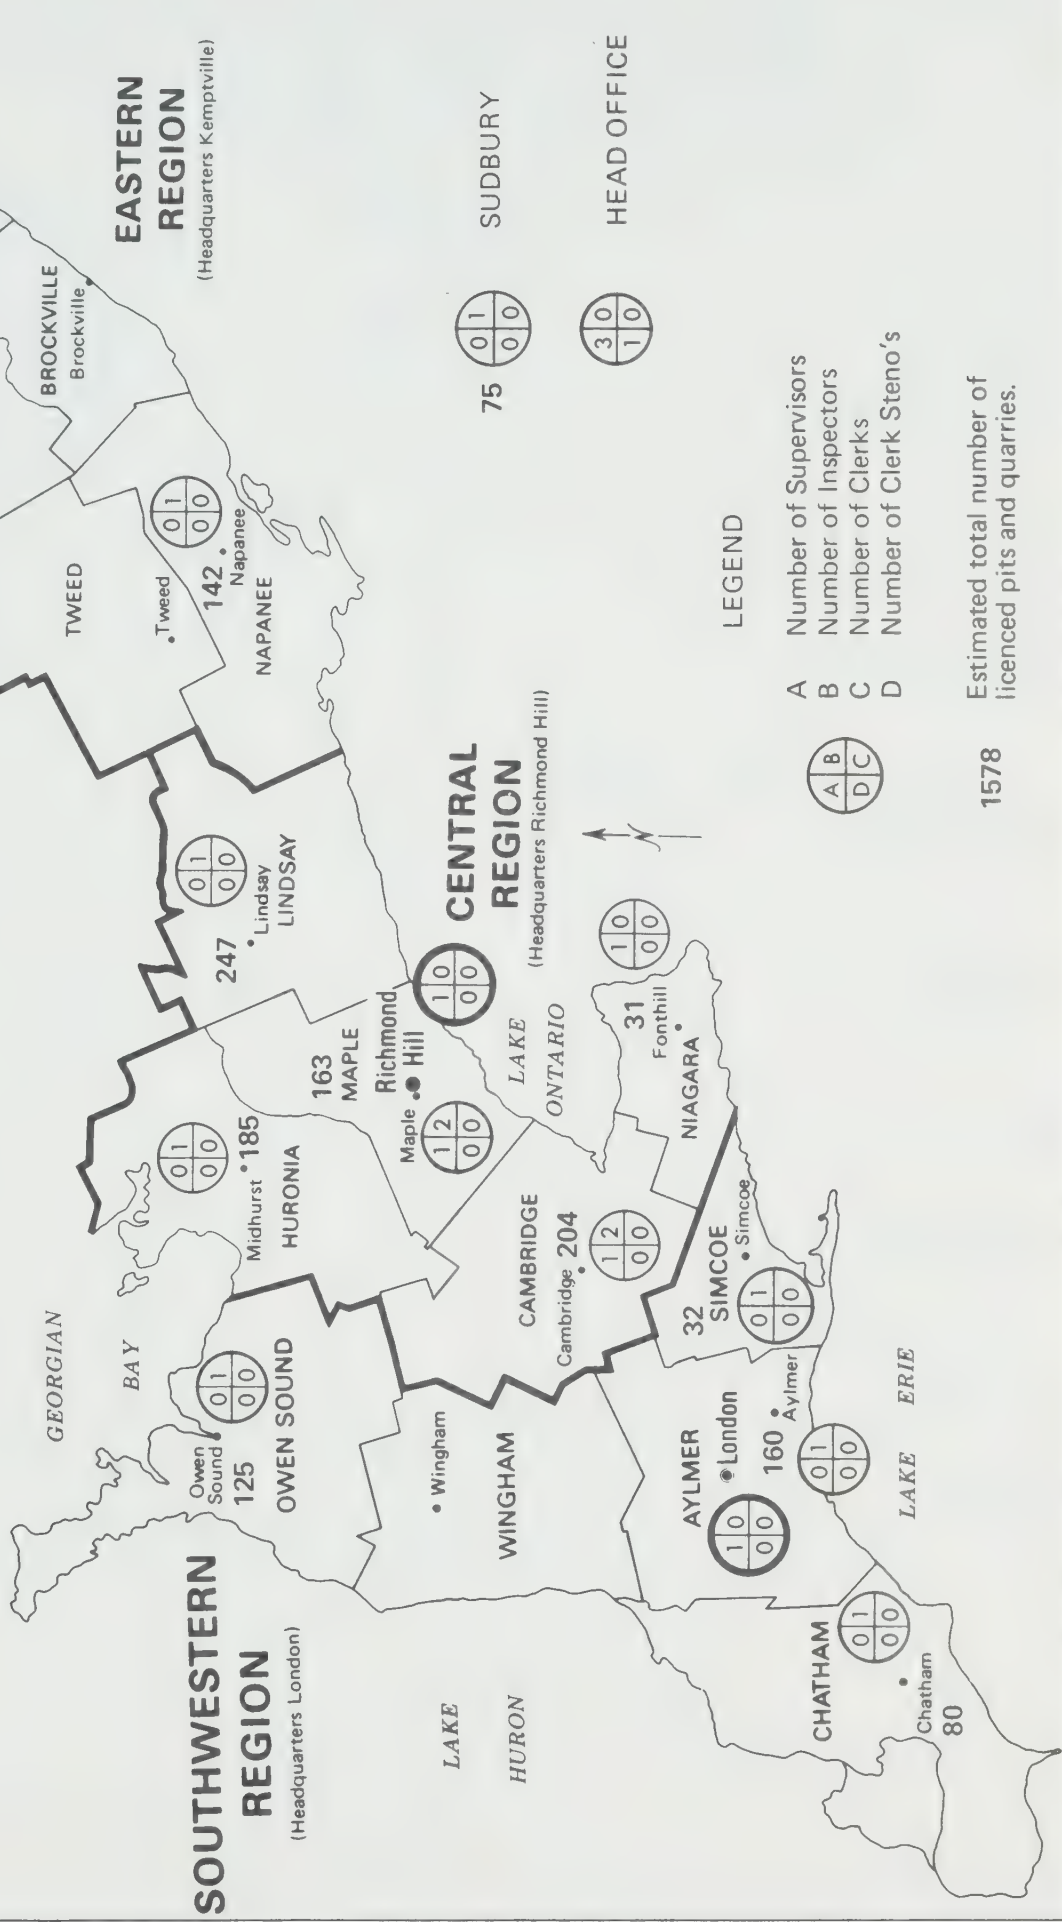 EASTERN
REGION
(Headquarters Kemptville)
BROCKVILLE
Brockville
TWEED
Tweed
0 1
0 0
142
Napanee
NAPANEE
GEORGIAN
BAY
0 1
0 0
247
Lindsay
LINDSAY
0 1
0 0
Midhurst 185
HURONIA
163
MAPLE
Richmond
Hill
Maple
1 2
0 0
CENTRAL
REGION
(Headquarters Richmond Hill)
1 0
0 0
LAKE
ONTARIO
1 0
0 0
31
Fonthill
NIAGARA
CAMBRIDGE
Cambridge 204
1 2
0 0
SOUTHWESTERN
REGION
(Headquarters London)
Owen
Sound
125
0 1
0 0
OWEN SOUND
Wingham
WINGHAM
LAKE
HURON
32
SIMCOE
Simcoe
0 1
0 0
AYLMER
London
1 0
0 0
160
Aylmer
0 1
0 0
LAKE ERIE
CHATHAM
0 1
0 0
Chatham
80
75
0 1
0 0
SUDBURY
3 0
1 0
HEAD OFFICE
LEGEND
A B
D C
A Number of Supervisors
B Number of Inspectors
C Number of Clerks
D Number of Clerk Steno's
1578 Estimated total number of
licenced pits and quarries.